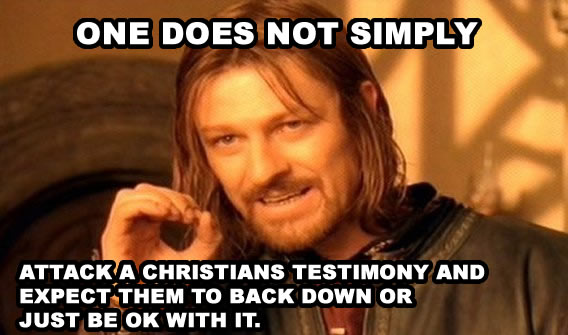 ONE DOES NOT SIMPLY
ATTACK A CHRISTIANS TESTIMONY AND
EXPECT THEM TO BACK DOWN OR
JUST BE OK WITH IT.